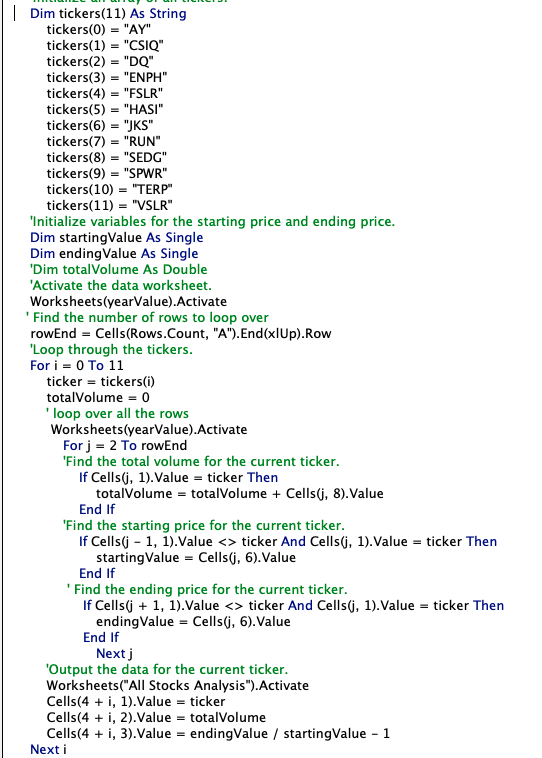 'Initialize an array of all tickers.
Dim tickers(11) As String
tickers(0) = "AY"
tickers(1) = "CSIQ"
tickers(2) = "DQ"
tickers(3) = "ENPH"
tickers(4) = "FSLR"
tickers(5) = "HASI"
tickers(6) = "JKS"
tickers(7) = "RUN"
tickers(8) = "SEDG"
tickers(9) = "SPWR"
tickers(10) = "TERP"
tickers(11) = "VSLR"
'Initialize variables for the starting price and ending price.
Dim startingValue As Single
Dim endingValue As Single
'Dim totalVolume As Double
'Activate the data worksheet.
Worksheets(yearValue).Activate
' Find the number of rows to loop over
rowEnd = Cells(Rows.Count, "A").End(xlUp).Row
'Loop through the tickers.
For i = 0 To 11
ticker = tickers(i)
totalVolume = 0
' loop over all the rows
Worksheets(yearValue).Activate
For j = 2 To rowEnd
'Find the total volume for the current ticker.
If Cells(j, 1).Value = ticker Then
totalVolume = totalVolume + Cells(j, 8).Value
End If
'Find the starting price for the current ticker.
If Cells(j - 1, 1).Value <> ticker And Cells(j, 1).Value = ticker Then
startingValue = Cells(j, 6).Value
End If
' Find the ending price for the current ticker.
If Cells(j + 1, 1).Value <> ticker And Cells(j, 1).Value = ticker Then
endingValue = Cells(j, 6).Value
End If
Next j
'Output the data for the current ticker.
Worksheets("All Stocks Analysis").Activate
Cells(4 + i, 1).Value = ticker
Cells(4 + i, 2).Value = totalVolume
Cells(4 + i, 3).Value = endingValue / startingValue - 1
Next i